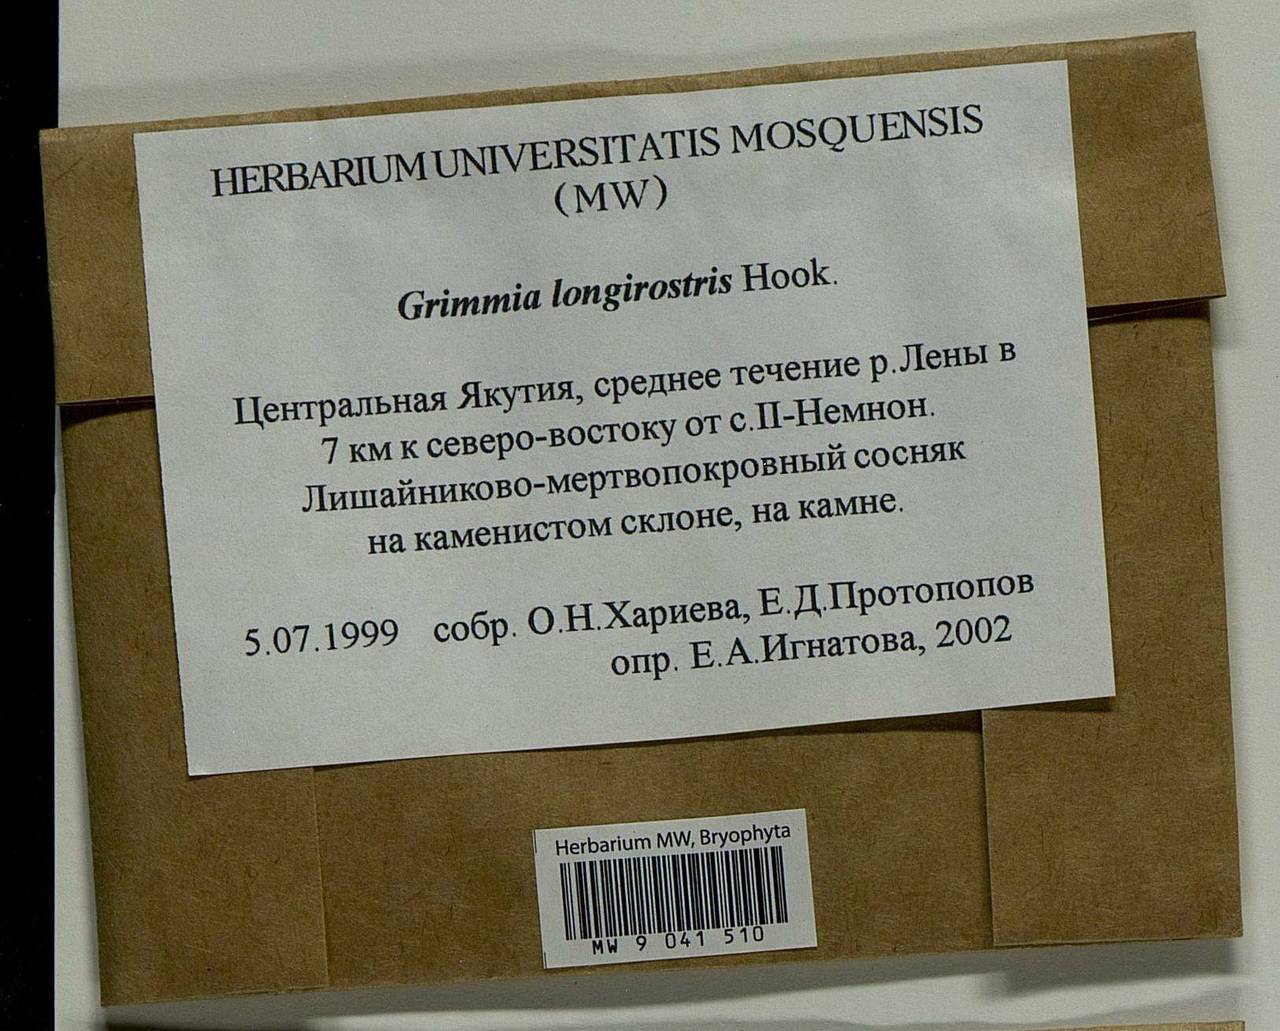 HERBARIUM UNIVERSITATIS MOSQUENSIS
(MW)
Grimmia longirostris Hook.
Центральная Якутия, среднее течение р.Лены в
7 км к северо-востоку от с.II-Немнон.
Лишайниково-мертвопокровный сосняк
на каменистом склоне, на камне.
5.07.1999 собр. О.Н.Хариева, Е.Д.Протопопов
опр. Е.А.Игнатова, 2002
Herbarium MW, Bryophyta
MW 9 041 510